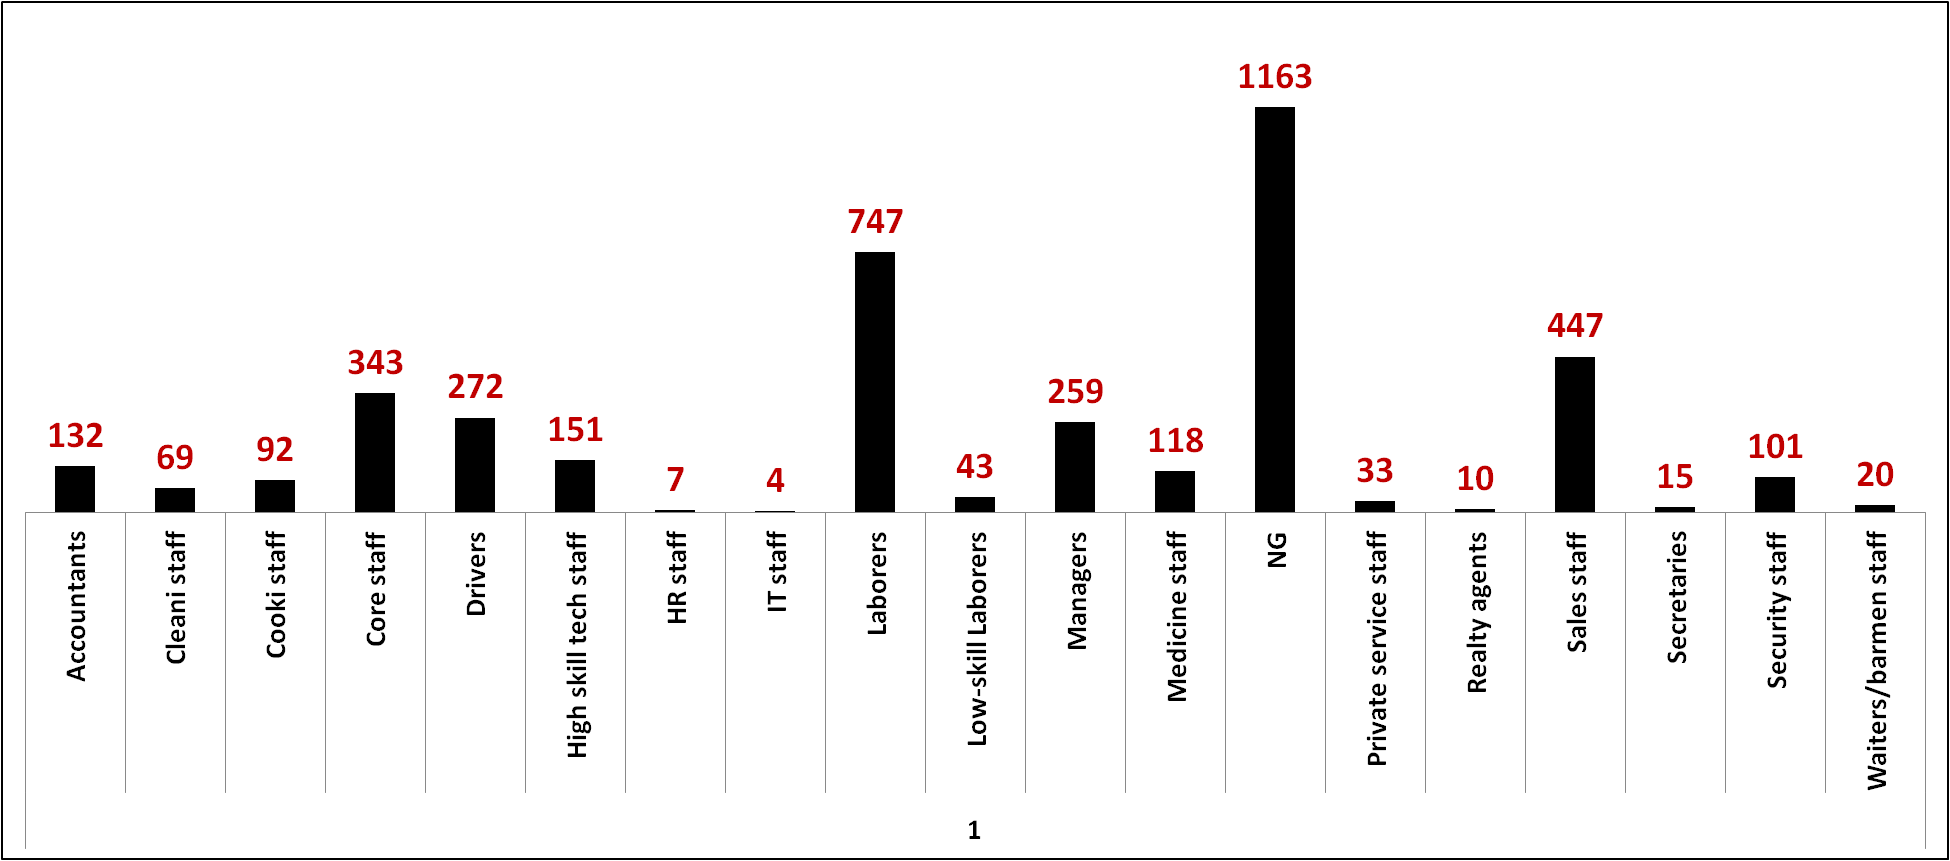 1163
747
447
343
272
259
132
151
118
101
69
92
43
33
7
4
10
15
20
Accountants
Cleani staff
Cooki staff
Core staff
Drivers
High skill tech staff
HR staff
IT staff
Laborers
Low-skill Laborers
Managers
Medicine staff
NG
Private service staff
Realty agents
Sales staff
Secretaries
Security staff
Waiters/barmen staff
1